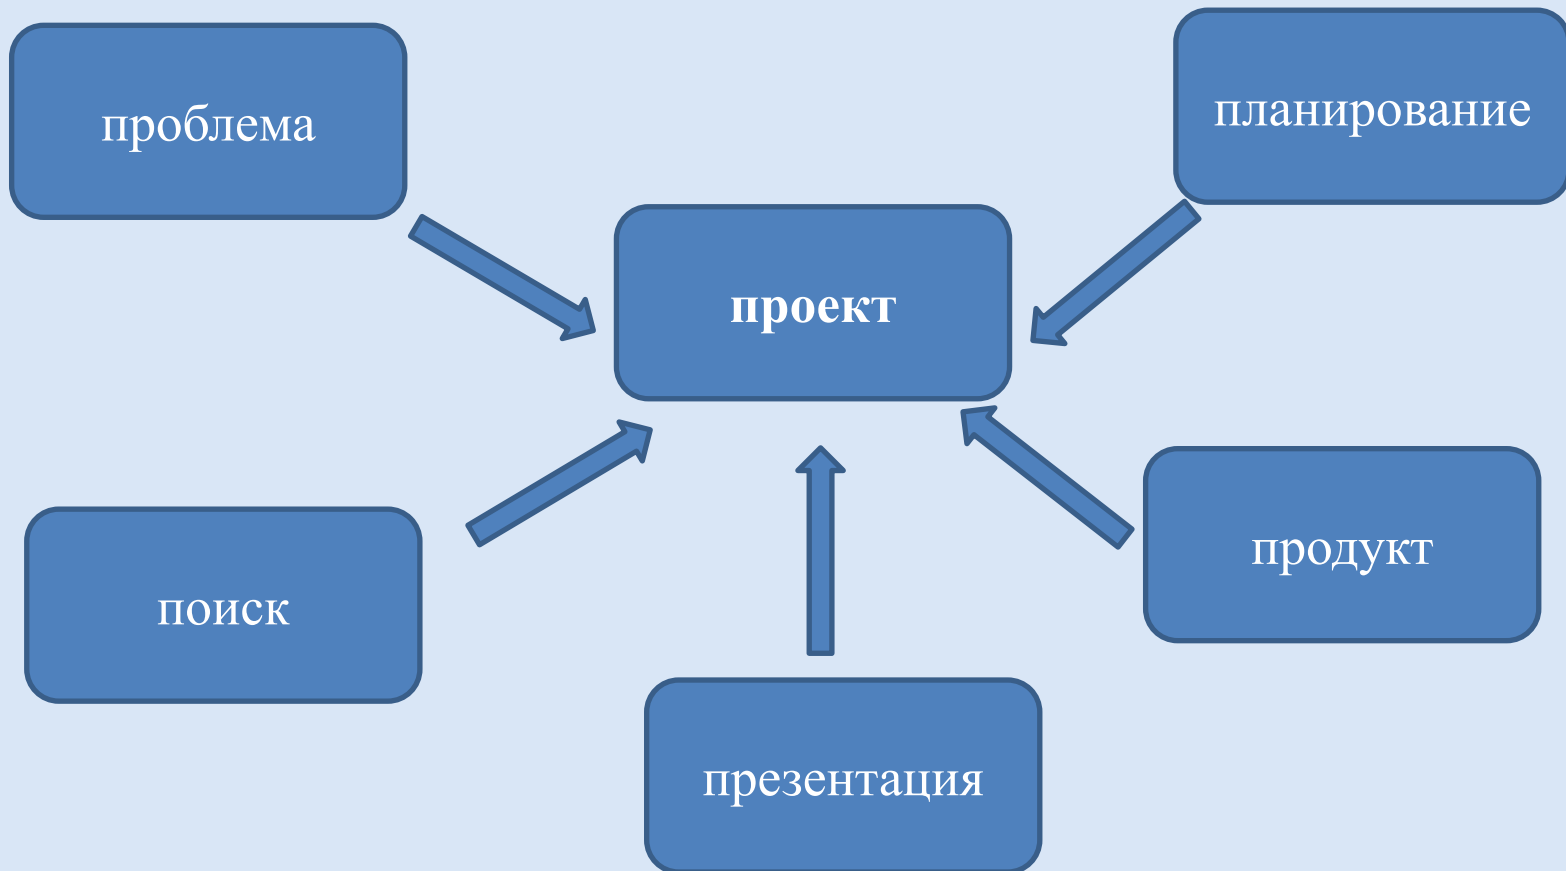 проблема
планирование
проект
поиск
продукт
презентация